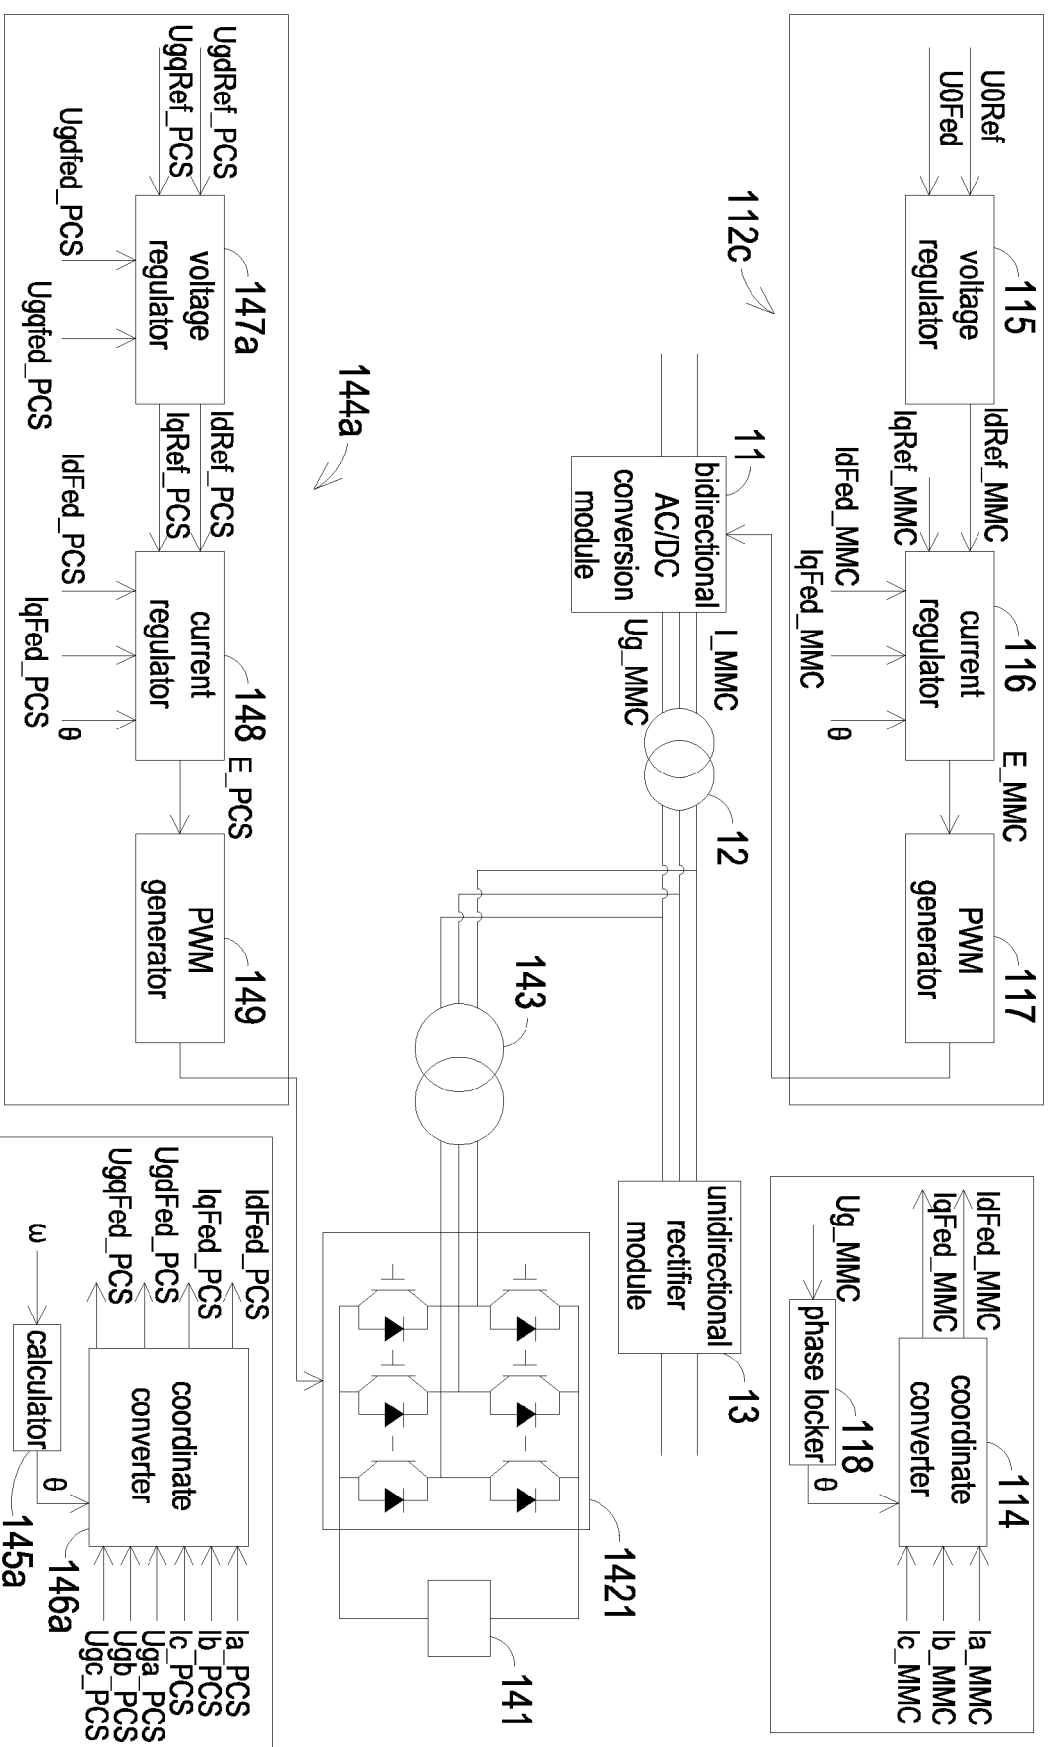 U0Ref
U0Fed
voltage
regulator
115
IdRef_MMC
IqRef_MMC
IdFed_MMC
IqFed_MMC
θ
current
regulator
116
E_MMC
PWM
generator
117
112c
IdFed_MMC
IqFed_MMC
coordinate
converter
114
Ia_MMC
Ib_MMC
Ic_MMC
Ug_MMC
phase locker
118
θ
11
bidirectional
AC/DC
conversion
module
I_MMC
Ug_MMC
12
unidirectional
rectifier
module
13
143
1421
141
144a
UgdRef_PCS
UgqRef_PCS
Ugdfed_PCS
Ugqfed_PCS
voltage
regulator
147a
IdRef_PCS
IqRef_PCS
IdFed_PCS
IqFed_PCS
θ
current
regulator
148
E_PCS
PWM
generator
149
IdFed_PCS
IqFed_PCS
UgdFed_PCS
UgqFed_PCS
coordinate
converter
146a
Ia_PCS
Ib_PCS
Ic_PCS
Uga_PCS
Ugb_PCS
Ugc_PCS
ω
calculator
145a
θ